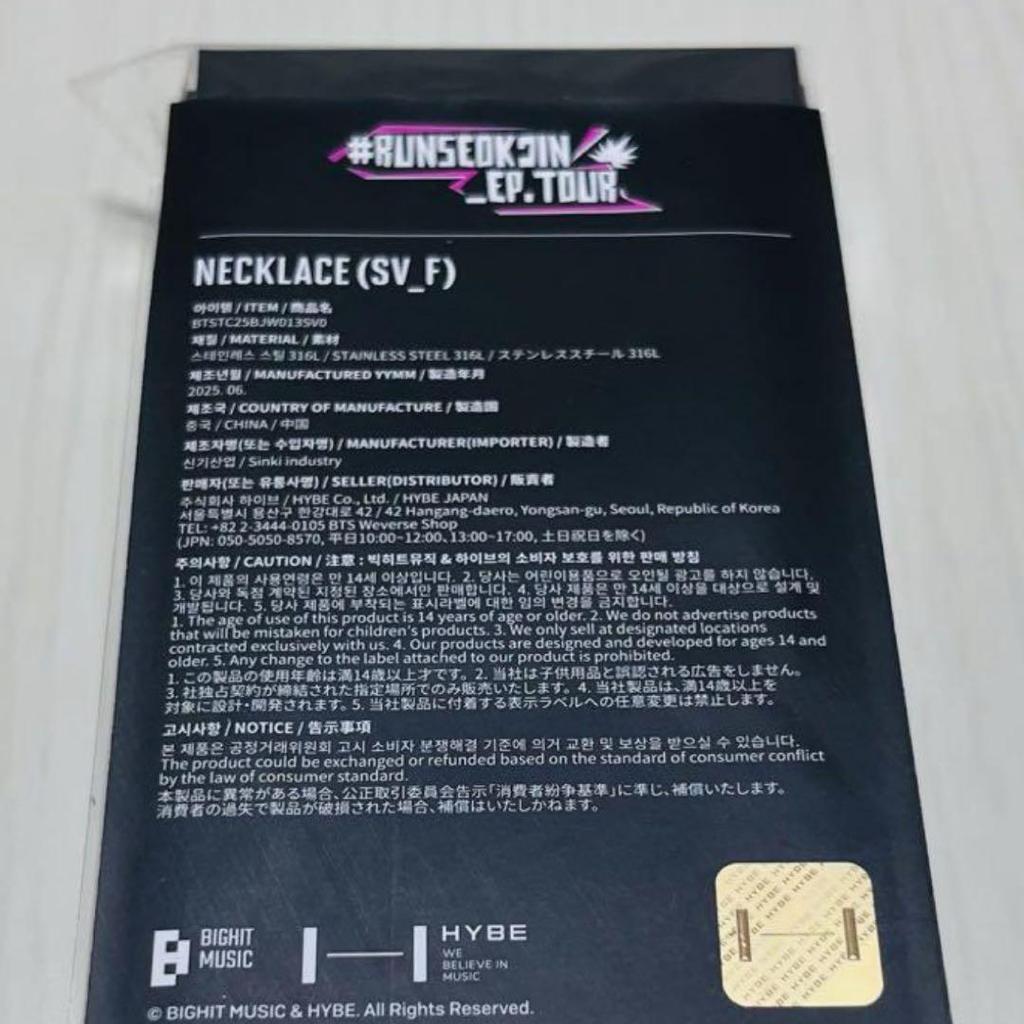 #RUNSEOKJIN
_EP.TOUR
NECKLACE (SV_F)
아이템 / ITEM / 商品名
BTSTC25BJW013SV0
재질 / MATERIAL / 素材
스테인레스 스틸 316L / STAINLESS STEEL 316L / ステンレススチール 316L
제조년월 / MANUFACTURED YYMM / 製造年月
2025. 06.
제조국 / COUNTRY OF MANUFACTURE / 製造国
중국 / CHINA / 中国
제조자명(또는 수입자명) / MANUFACTURER(IMPORTER) / 製造者
신기산업 / Sinki industry
판매자(또는 유통사명) / SELLER(DISTRIBUTOR) / 販売者
주식회사 하이브 / HYBE Co., Ltd. / HYBE JAPAN
서울특별시 용산구 한강대로 42 / 42 Hangang-daero, Yongsan-gu, Seoul, Republic of Korea
TEL: +82 2-3444-0105 BTS Weverse Shop
(JPN: 050-5050-8570, 平日10:00~12:00、13:00~17:00, 土日祝日を除く)
주의사항 / CAUTION / 注意 : 빅히트뮤직 & 하이브의 소비자 보호를 위한 판매 방침
1. 이 제품의 사용연령은 만 14세 이상입니다. 2. 당사는 어린이용품으로 오인될 광고를 하지 않습니다.
3. 당사와 독점 계약된 지정된 장소에서만 판매합니다. 4. 당사 제품은 만 14세 이상을 대상으로 설계 및
개발됩니다. 5. 당사 제품에 부착되는 표시라벨에 대한 임의 변경을 금지합니다.
1. The age of use of this product is 14 years of age or older. 2. We do not advertise products
that will be mistaken for children's products. 3. We only sell at designated locations
contracted exclusively with us. 4. Our products are designed and developed for ages 14 and
older. 5. Any change to the label attached to our product is prohibited.
1. この製品の使用年齢は満14歳以上才です。2. 当社は子供用品と誤認される広告をしません。
3. 社独占契約が締結された指定場所でのみ販売いたします。4. 当社製品は、満14歳以上を
対象に設計・開発されます。5. 当社製品に付着する表示ラベルへの任意変更は禁止します。
고시사항 / NOTICE / 告示事項
본 제품은 공정거래위원회 고시 소비자 분쟁해결 기준에 의거 교환 및 보상을 받으실 수 있습니다.
The product could be exchanged or refunded based on the standard of consumer conflict
by the law of consumer standard.
本製品に異常がある場合、公正取引委員会告示「消費者紛争基準」に準じ、補償いたします。
消費者の過失で製品が破損された場合、補償はいたしかねます。
BIGHIT
MUSIC
HYBE
WE
BELIEVE IN
MUSIC
© BIGHIT MUSIC & HYBE. All Rights Reserved.